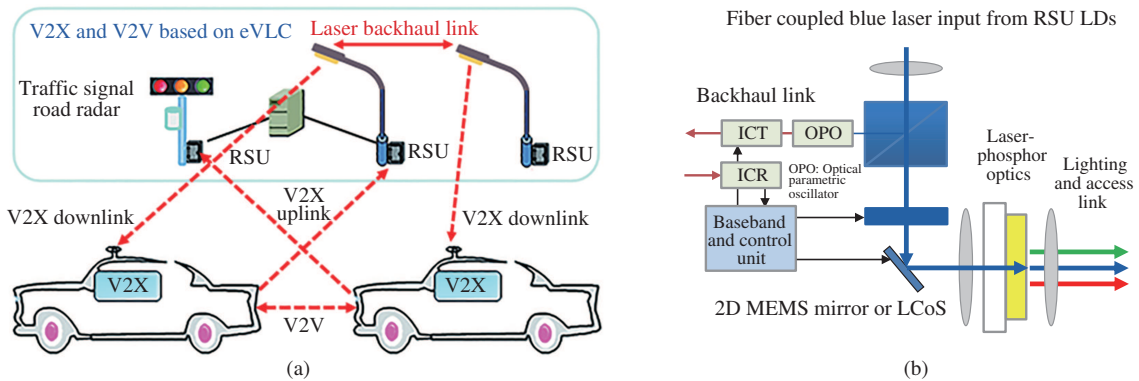 V2X and V2V based on eVLC
Laser backhaul link
Traffic signal
road radar
RSU
RSU
RSU
V2X downlink
V2X
uplink
V2X downlink
V2X
V2X
V2V
(a)
Fiber coupled blue laser input from RSU LDs
Backhaul link
ICT
OPO
ICR
OPO: Optical
parametric
oscillator
Baseband
and control
unit
Laser-
phosphor
optics
Lighting
and access
link
2D MEMS mirror or LCoS
(b)